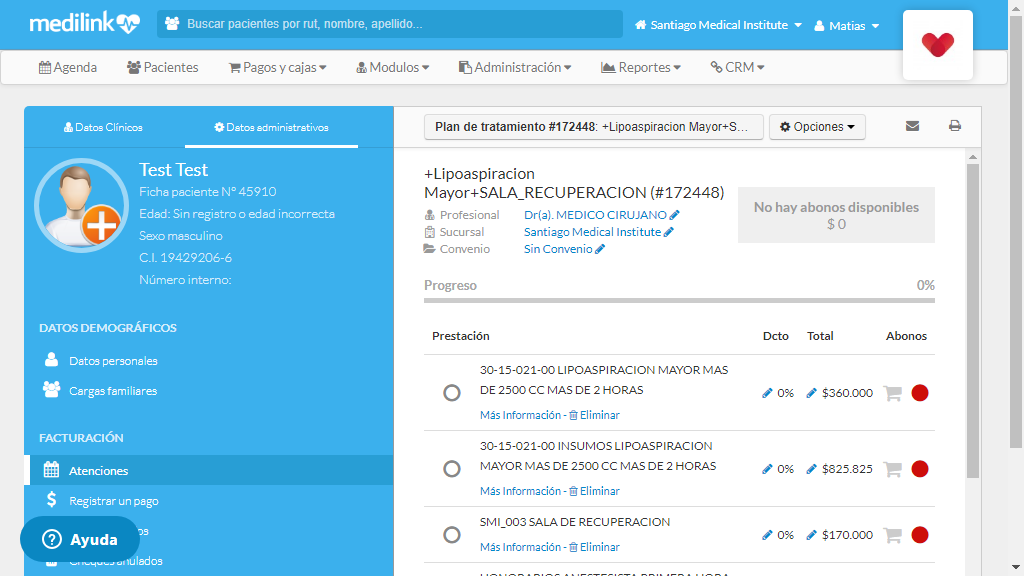 medilink
Buscar pacientes por rut, nombre, apellido...
Santiago Medical Institute
Matias
Agenda
Pacientes
Pagos y cajas
Modulos
Administración
Reportes
CRM
Datos Clínicos
Datos administrativos
Test Test
Ficha paciente N° 45910
Edad: Sin registro o edad incorrecta
Sexo masculino
C.I. 19429206-6
Número interno:
DATOS DEMOGRÁFICOS
Datos personales
Cargas familiares
FACTURACIÓN
Atenciones
Registrar un pago
Ayuda
Cheques anulados
Plan de tratamiento #172448: +Lipoaspiracion Mayor+S...
Opciones
+Lipoaspiracion
Mayor+SALA_RECUPERACION (#172448)
Profesional Dr(a). MEDICO CIRUJANO
Sucursal Santiago Medical Institute
Convenio Sin Convenio
No hay abonos disponibles
$ 0
Progreso 0%
Prestación Dcto Total Abonos
30-15-021-00 LIPOASPIRACION MAYOR MAS
DE 2500 CC MAS DE 2 HORAS
0% $360.000
Más Información - Eliminar
30-15-021-00 INSUMOS LIPOASPIRACION
MAYOR MAS DE 2500 CC MAS DE 2 HORAS
0% $825.825
Más Información - Eliminar
SMI_003 SALA DE RECUPERACION
0% $170.000
Más Información - Eliminar
HONORARIOS ANESTESISTA PRIMERA HORA